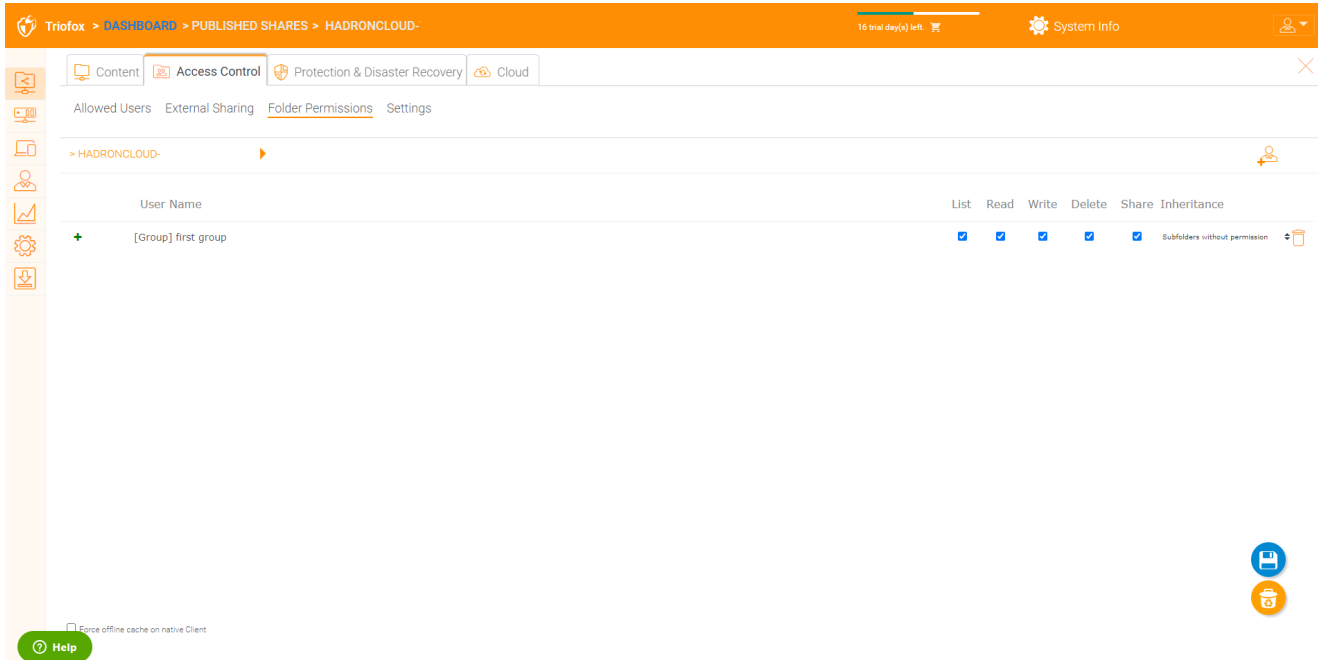 Triofox > DASHBOARD > PUBLISHED SHARES > HADRONCLOUD-
16 trial day(s) left.
System Info
Content Access Control Protection & Disaster Recovery Cloud
Allowed Users External Sharing Folder Permissions Settings
> HADRONCLOUD-
User Name List Read Write Delete Share Inheritance
+ [Group] first group Subfolders without permission
Force offline cache on native Client
? Help